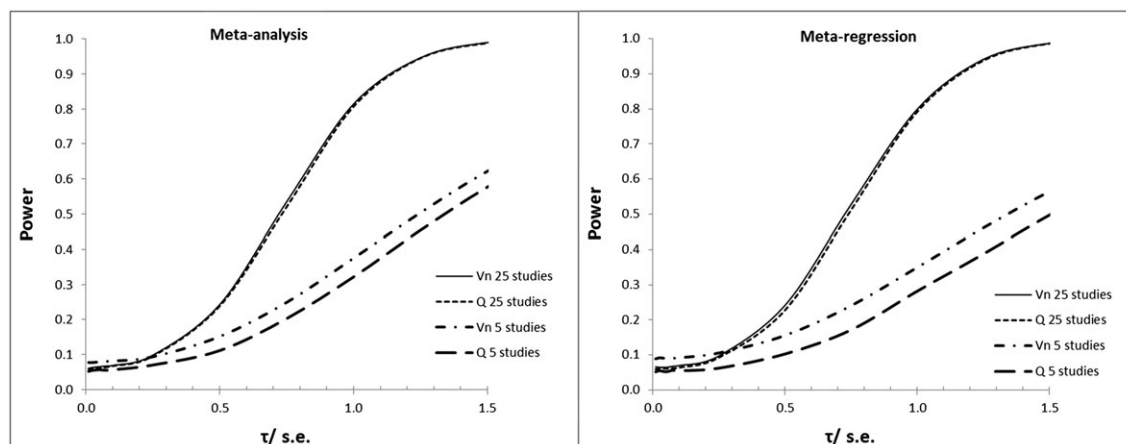 Meta-analysis
1.0
0.9
0.8
0.7
0.6
0.5
0.4
0.3
0.2
0.1
0.0
Power
0.0 0.5 1.0 1.5
τ/ s.e.
Vn 25 studies
Q 25 studies
Vn 5 studies
Q 5 studies
Meta-regression
1.0
0.9
0.8
0.7
0.6
0.5
0.4
0.3
0.2
0.1
0.0
Power
0.0 0.5 1.0 1.5
τ/ s.e.
Vn 25 studies
Q 25 studies
Vn 5 studies
Q 5 studies